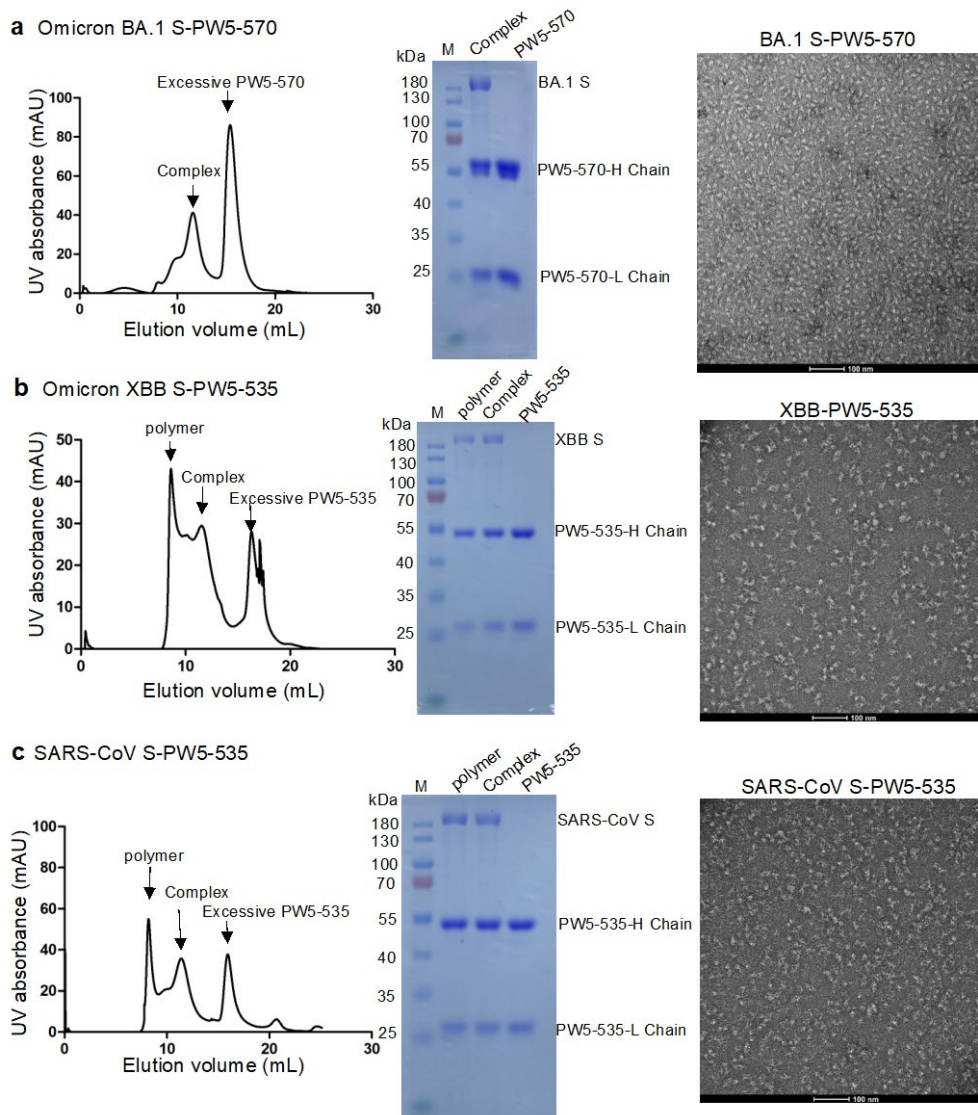 a Omicron BA.1 S-PW5-570
UV absorbance (mAU)
100
80
60
40
20
0
0 10 20 30
Elution volume (mL)
Complex
Excessive PW5-570
kDa
M
Complex
PW5-570
180
130
100
70
55
40
35
25
BA.1 S
PW5-570-H Chain
PW5-570-L Chain
BA.1 S-PW5-570
100 nm
b Omicron XBB S-PW5-535
UV absorbance (mAU)
50
40
30
20
10
0
0 10 20 30
Elution volume (mL)
polymer
Complex
Excessive PW5-535
kDa
M
polymer
Complex
PW5-535
180
130
100
70
55
40
35
25
XBB S
PW5-535-H Chain
PW5-535-L Chain
XBB-PW5-535
100 nm
c SARS-CoV S-PW5-535
UV absorbance (mAU)
100
80
60
40
20
0
0 10 20 30
Elution volume (mL)
polymer
Complex
Excessive PW5-535
kDa
M
polymer
Complex
PW5-535
180
130
100
70
55
40
35
25
SARS-CoV S
PW5-535-H Chain
PW5-535-L Chain
SARS-CoV S-PW5-535
100 nm